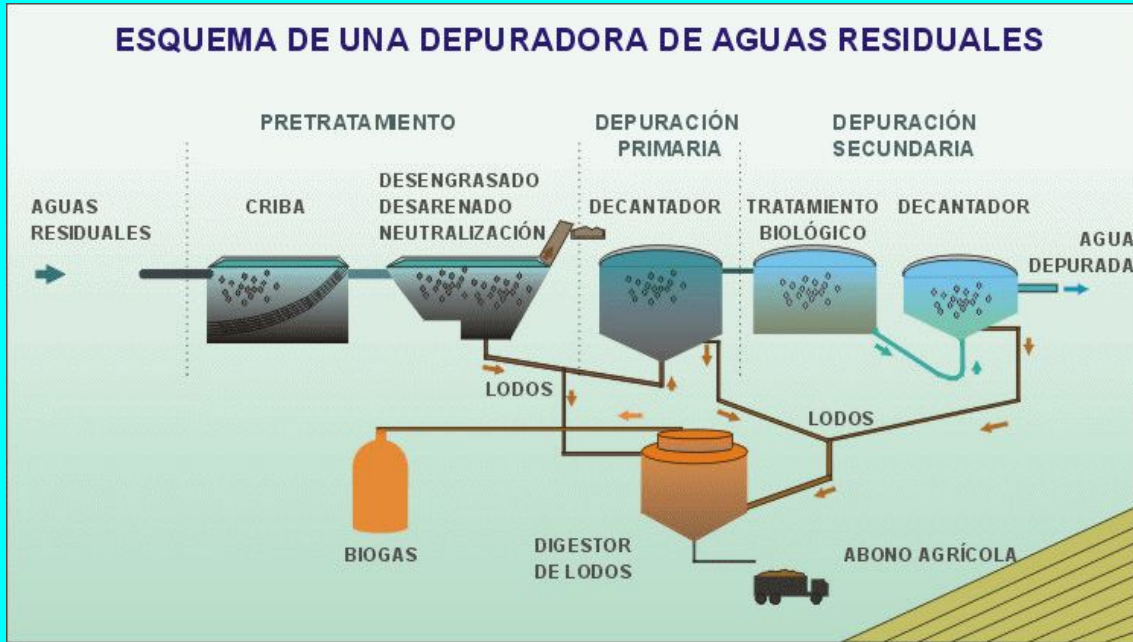 ESQUEMA DE UNA DEPURADORA DE AGUAS RESIDUALES
PRETRATAMIENTO
DEPURACIÓN
PRIMARIA
DEPURACIÓN
SECUNDARIA
AGUAS
RESIDUALES
CRIBA
DESENGRASADO
DESARENADO
NEUTRALIZACIÓN
DECANTADOR
TRATAMIENTO
BIOLÓGICO
DECANTADOR
AGUA
DEPURADA
LODOS
LODOS
BIOGAS
DIGESTOR
DE LODOS
ABONO AGRÍCOLA